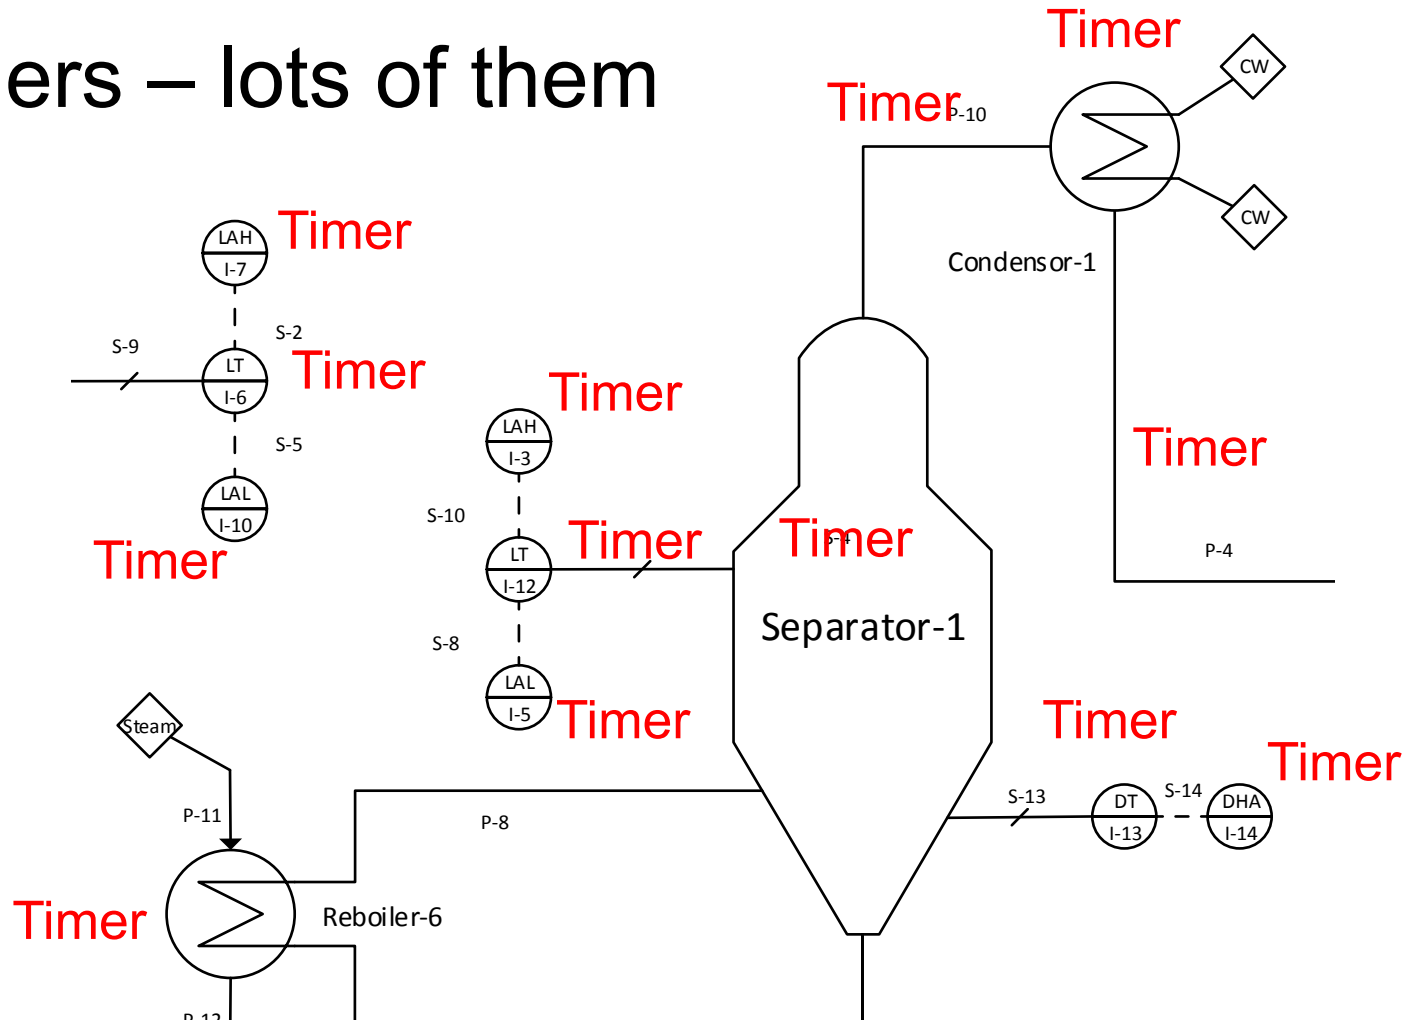 Timer
ers – lots of them
CW
Timer
P-10
Timer
LAH
I-7
CW
Condensor-1
S-2
S-9
LT
I-6
Timer
Timer
LAH
I-3
S-5
Timer
LAL
I-10
S-10
Timer
Timer
Timer
LT
I-12
P-4
Separator-1
S-8
LAL
I-5
Timer
Timer
Steam
Timer
P-11
P-8
S-13
DT
I-13
S-14
DHA
I-14
Timer
Reboiler-6